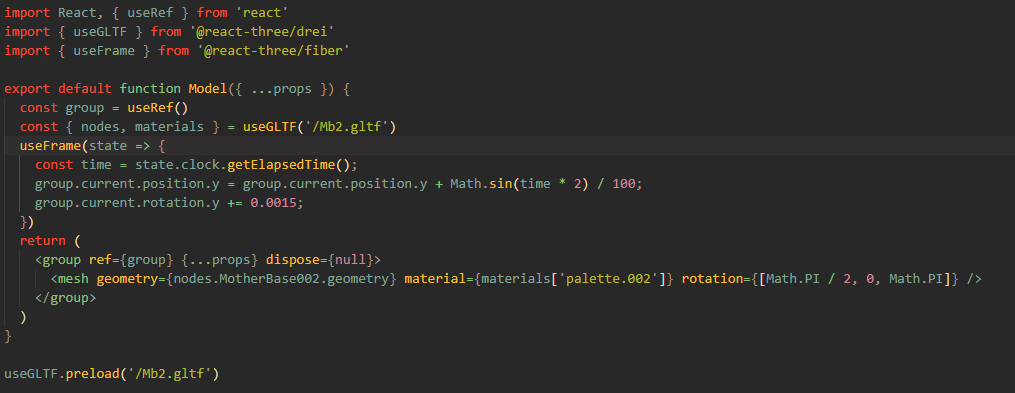 import React, { useRef } from 'react'
import { useGLTF } from '@react-three/drei'
import { useFrame } from '@react-three/fiber'

export default function Model({ ...props }) {
  const group = useRef()
  const { nodes, materials } = useGLTF('/Mb2.gltf')
  useFrame(state => {
    const time = state.clock.getElapsedTime();
    group.current.position.y = group.current.position.y + Math.sin(time * 2) / 100;
    group.current.rotation.y += 0.0015;
  })
  return (
    <group ref={group} {...props} dispose={null}>
      <mesh geometry={nodes.MotherBase002.geometry} material={materials['palette.002']} rotation={[Math.PI / 2, 0, Math.PI]} />
    </group>
  )
}

useGLTF.preload('/Mb2.gltf')